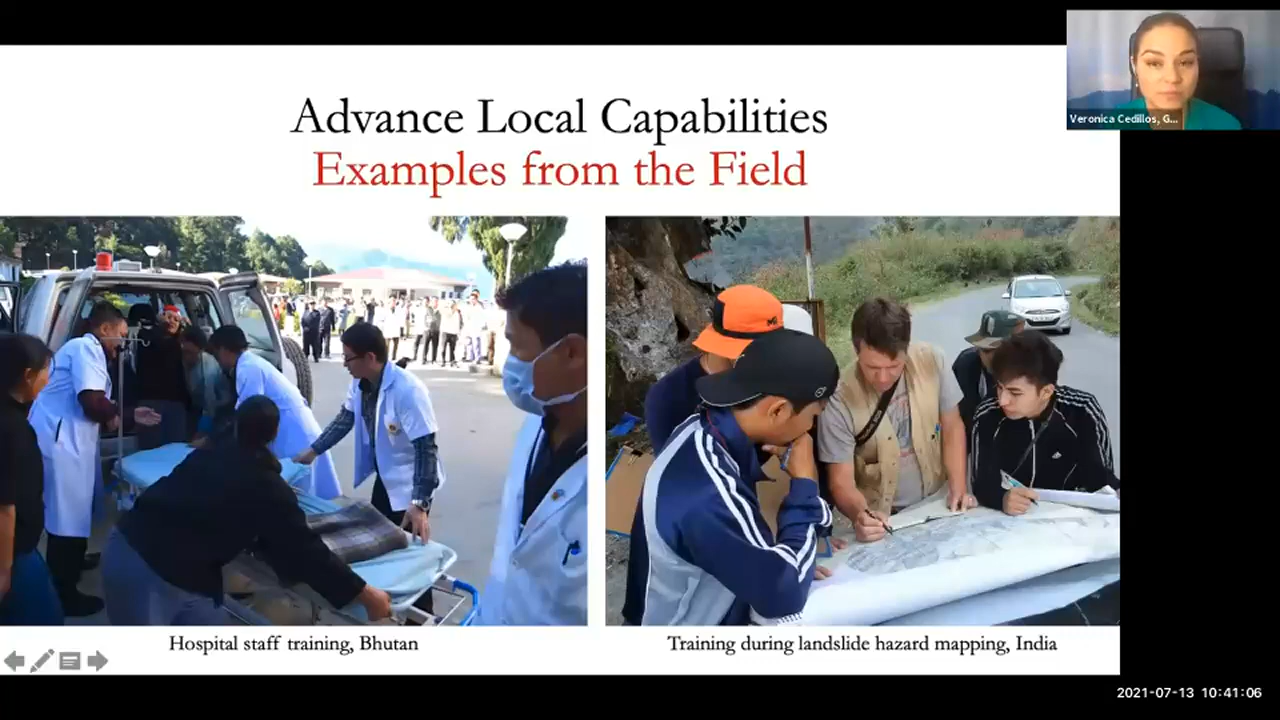 Veronica Cedillos, G...
Advance Local Capabilities
Examples from the Field
Hospital staff training, Bhutan
Training during landslide hazard mapping, India
2021-07-13 10:41:06